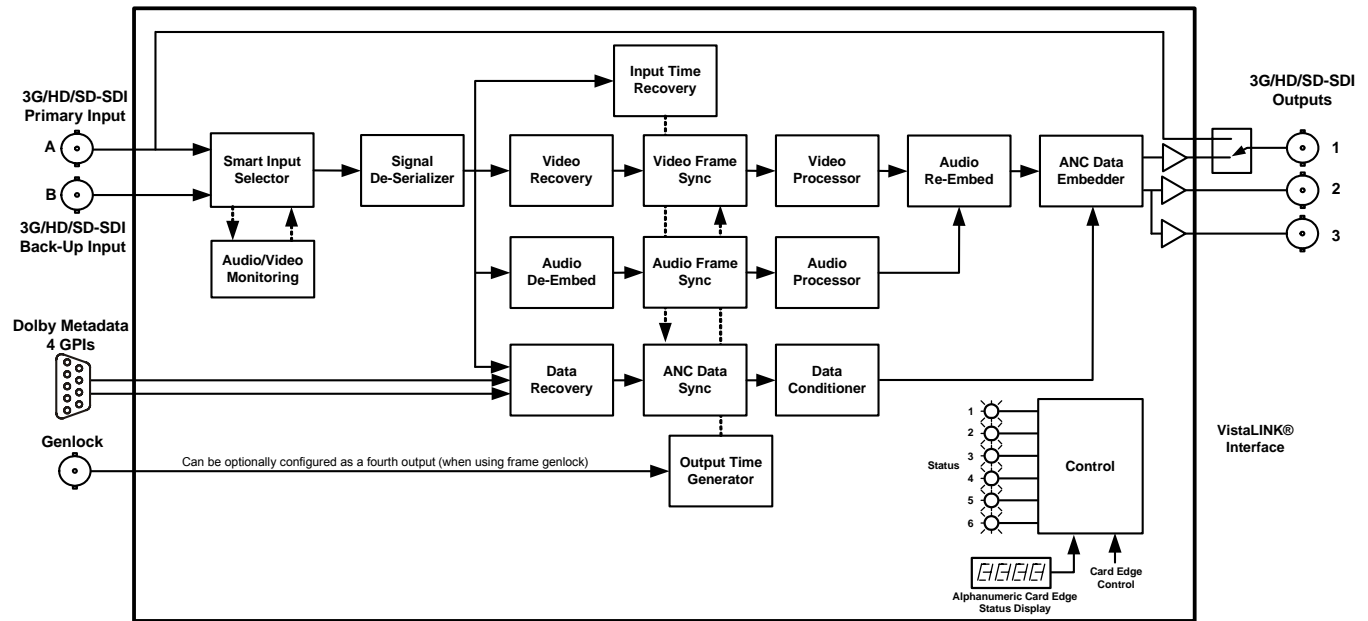 3G/HD/SD-SDI
Primary Input
A
B
3G/HD/SD-SDI
Back-Up Input
Dolby Metadata
4 GPIs
Genlock
Can be optionally configured as a fourth output (when using frame genlock)
Smart Input
Selector
Audio/Video
Monitoring
Signal
De-Serializer
Input Time
Recovery
Video
Recovery
Video Frame
Sync
Video
Processor
Audio
Re-Embed
ANC Data
Embedder
Audio
De-Embed
Audio Frame
Sync
Audio
Processor
Data
Recovery
ANC Data
Sync
Data
Conditioner
Output Time
Generator
3G/HD/SD-SDI
Outputs
1
2
3
Status
1
2
3
4
5
6
Control
Alphanumeric Card Edge
Status Display
Card Edge
Control
VistaLINK®
Interface